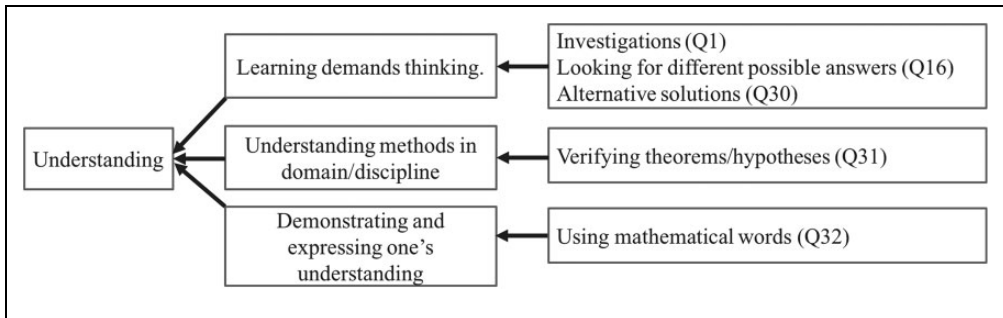 Understanding
Learning demands thinking.
Investigations (Q1)
Looking for different possible answers (Q16)
Alternative solutions (Q30)
Understanding methods in
domain/discipline
Verifying theorems/hypotheses (Q31)
Demonstrating and
expressing one’s
understanding
Using mathematical words (Q32)